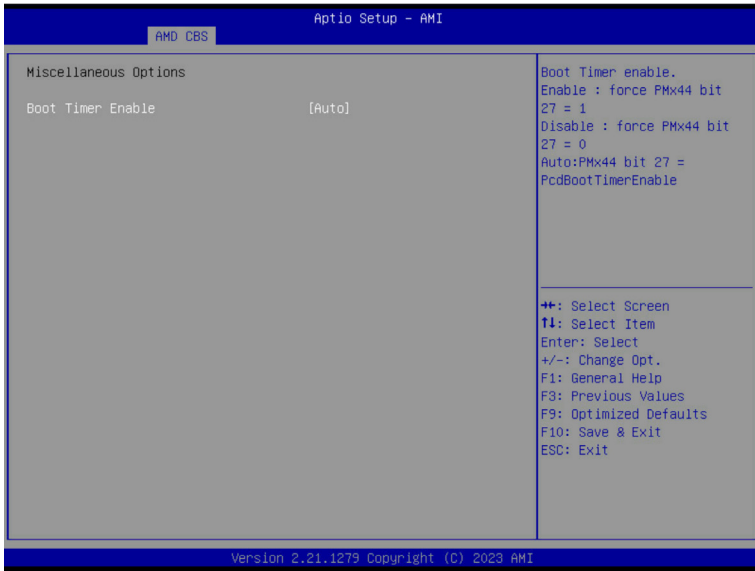 Aptio Setup – AMI
AMD CBS
Miscellaneous Options
Boot Timer Enable [Auto]
Boot Timer enable.
Enable : force PMx44 bit
27 = 1
Disable : force PMx44 bit
27 = 0
Auto:PMx44 bit 27 =
PcdBootTimerEnable
→←: Select Screen
↑↓: Select Item
Enter: Select
+/-: Change Opt.
F1: General Help
F3: Previous Values
F9: Optimized Defaults
F10: Save & Exit
ESC: Exit
Version 2.21.1279 Copyright (C) 2023 AMI